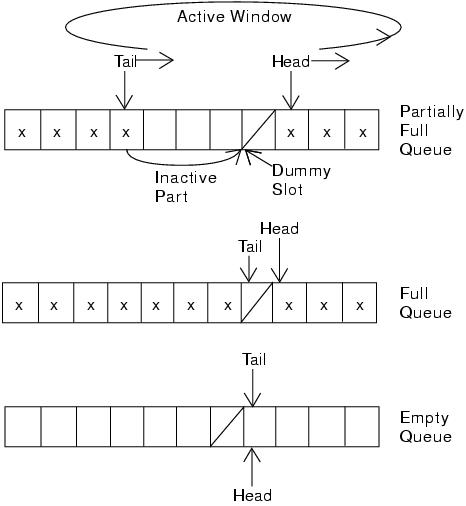 Active Window
Tail Head
Partially
Full
Queue
x x x x x x x
Inactive
Part
Dummy
Slot
Head
Tail
Full
Queue
x x x x x x x x x x
Tail
Empty
Queue
Head